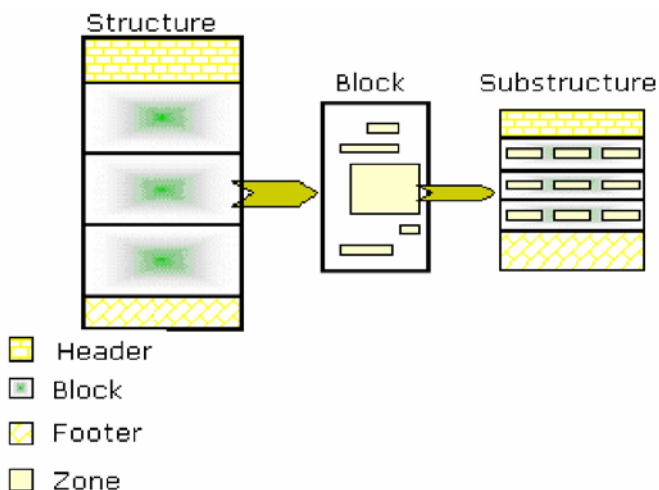 Structure
Block
Substructure
Header
Block
Footer
Zone